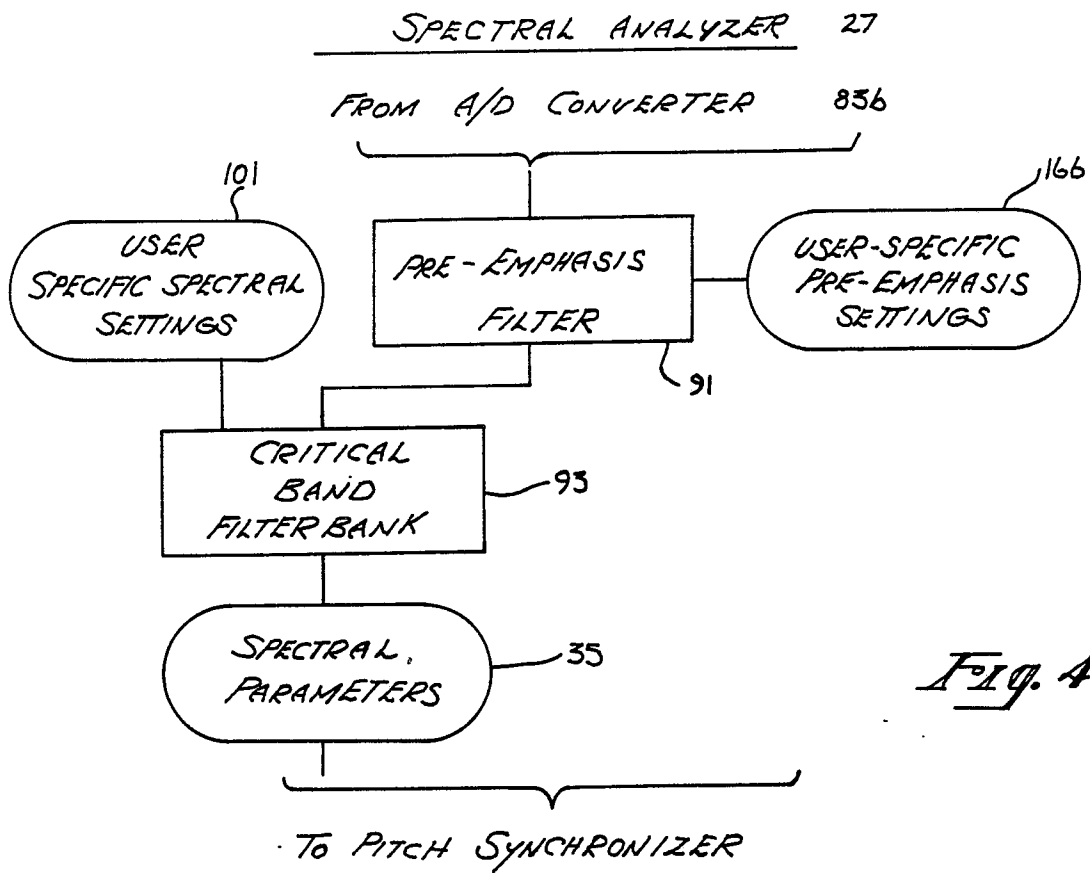 SPECTRAL ANALYZER 27
FROM A/D CONVERTER 83b
101
USER
SPECIFIC SPECTRAL
SETTINGS
PRE-EMPHASIS
FILTER
166
USER-SPECIFIC
PRE-EMPHASIS
SETTINGS
91
CRITICAL
BAND
FILTER BANK
93
SPECTRAL
PARAMETERS
35
Fig. 4
TO PITCH SYNCHRONIZER